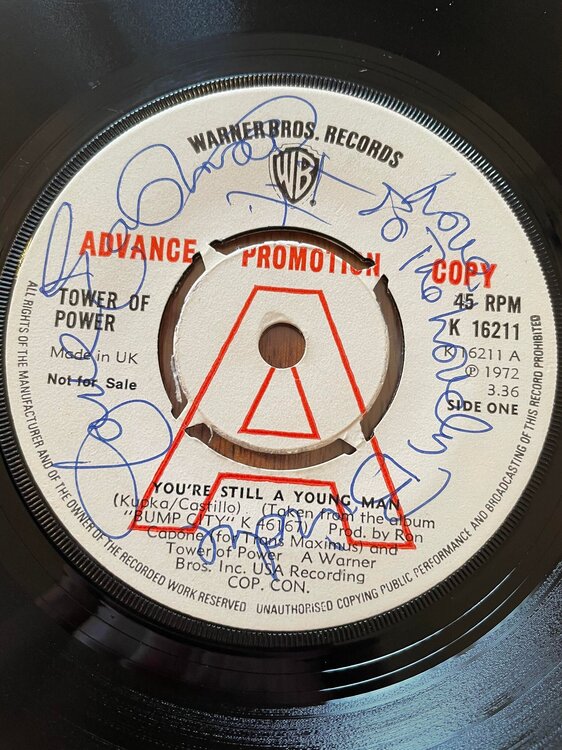 WARNER BROS. RECORDS
WB
ADVANCE PROMOTION COPY
TOWER OF
POWER
Made in UK
Not for Sale
45 RPM
K 16211
K 16211 A
℗ 1972
3.36
SIDE ONE
A
YOU'RE STILL A YOUNG MAN
(Kupka/Castillo) (Taken from the album
"BUMP CITY" K 46167) Prod. by Ron
Capone (for Trans Maximus) and
Tower of Power A Warner
Bros. Inc. USA Recording
COP. CON.
ALL RIGHTS OF THE MANUFACTURER AND OF THE OWNER OF THE RECORDED WORK RESERVED UNAUTHORISED COPYING PUBLIC PERFORMANCE AND BROADCASTING OF THIS RECORD PROHIBITED
Love
to the lovely